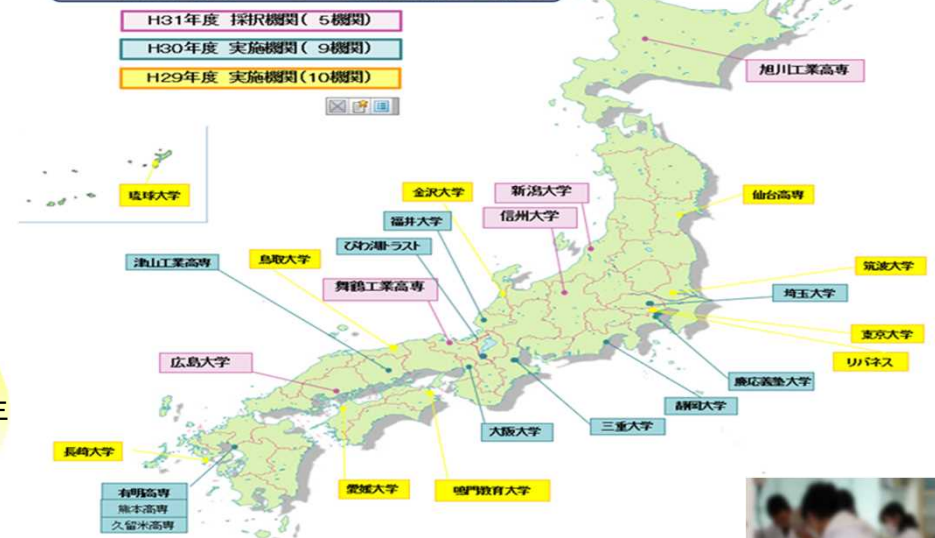 H31年度 採択機関( 5機関)
H30年度 実施機関( 9機関)
H29年度 実施機関(10機関)
旭川工業高専
琉球大学
金沢大学
新潟大学
仙台高専
福井大学
信州大学
びわ湖トラスト
津山工業高専
鳥取大学
筑波大学
舞鶴工業高専
埼玉大学
東京大学
広島大学
リバネス
慶応義塾大学
静岡大学
三重大学
大阪大学
長崎大学
有明高専
熊本高専
久留米高専
愛媛大学
鳴門教育大学